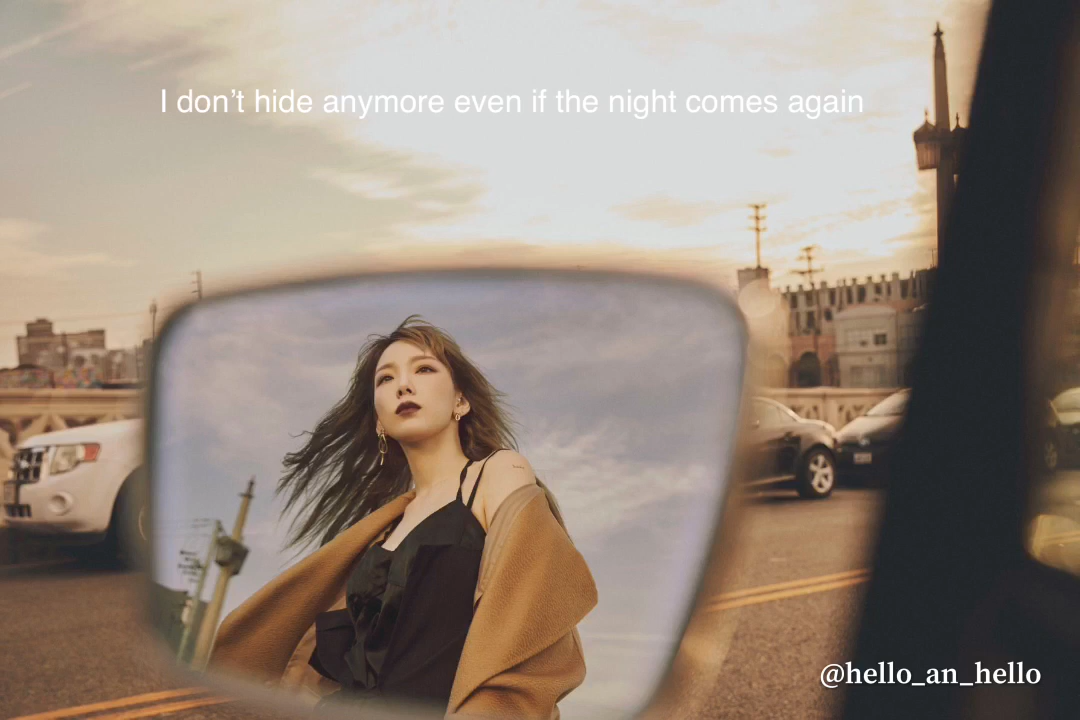 I don’t hide anymore even if the night comes again
@hello_an_hello